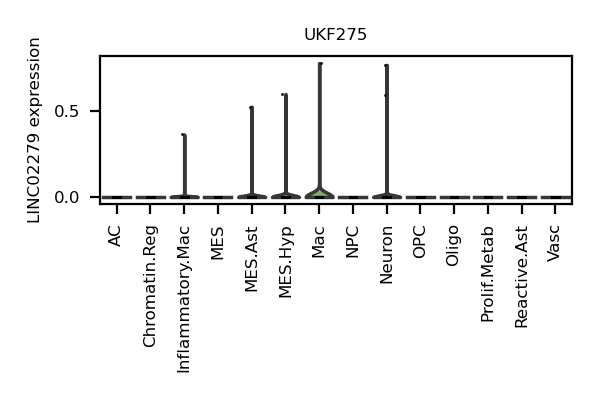 UKF275
LINC02279 expression
0.5
0.0
AC
Chromatin.Reg
Inflammatory.Mac
MES
MES.Ast
MES.Hyp
Mac
NPC
Neuron
OPC
Oligo
Prolif.Metab
Reactive.Ast
Vasc